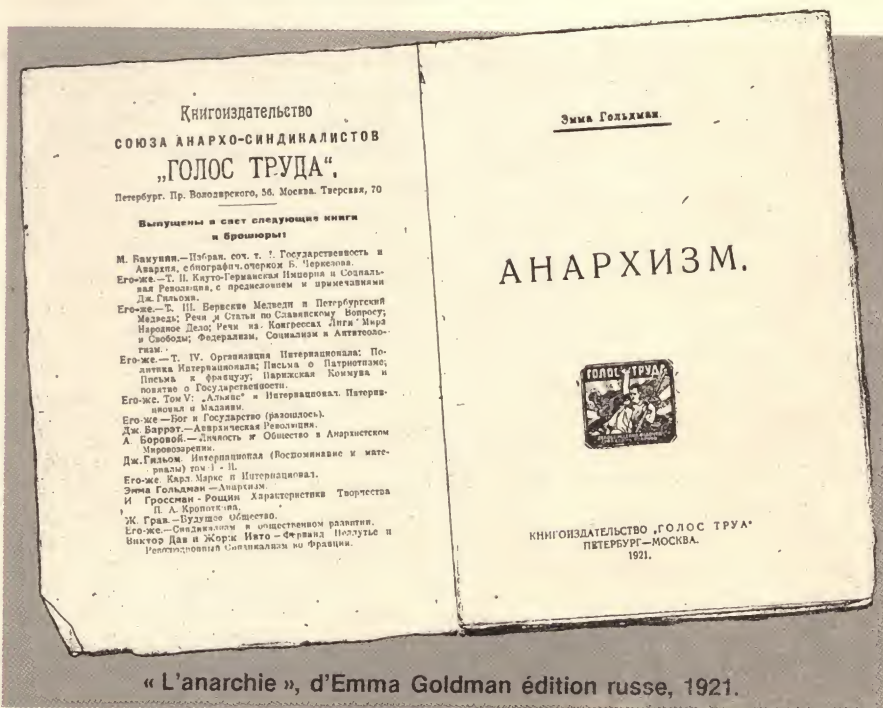 Книгоиздательство
СОЮЗА АНАРХО-СИНДИКАЛИСТОВ
„ГОЛОС ТРУДА“.
Петербург. Пр. Володарского, 56. Москва. Тверская, 70
Выпущены в свет следующие книги
и брошюры:
М. Бакунин.—Избран. соч. т. I. Государственность и
Анархия, с биографич. очерком Б. Черкезова.
Его-же.—Т. II. Кнуто-Германская Империя и Социаль-
ная Революция, с предисловием и примечаниями
Дж. Гильома.
Его-же.—Т. III. Бернские Медведи и Петербургский
Медведь; Речи и Статьи по Славянскому Вопросу;
Народное Дело; Речи на Конгрессах Лиги Мира
и Свободы; Федерализм, Социализм и Антитеоло-
гизм.
Его-же.—Т. IV. Организация Интернационала; По-
литика Интернационала; Письма о Патриотизме;
Письма к французу; Парижская Коммуна и
понятие о Государственности.
Его-же. Том V: „Альянс“ и Интернационал. Интерна-
ционал и Мадзини.
Его-же—Бог и Государство (разошлось).
Дж. Баррэт.—Анархическая Революция.
А. Боровой.—Личность и Общество в Анархистском
Мировоззрении.
Дж. Гильом. Интернационал (Воспоминание и мате-
риалы) том I - II.
Его-же. Карл Маркс и Интернационал.
Эмма Гольдман—Анархизм.
И Гроссман-Рощин Характеристика Творчества
П. А. Кропоткина.
Ж. Грав.—Будущее Общество.
Его-же.—Синдикализм в общественном развитии.
Виктор Дав и Жорж Ивто—Фернанд Пеллутье и
Революционный Синдикализм во Франции.
Эмма Гольдман.
АНАРХИЗМ.
ГОЛОС ТРУДА
КНИГОИЗДАТЕЛЬСТВО „ГОЛОС ТРУА“
ПЕТЕРБУРГ—МОСКВА.
1921.
« L'anarchie », d'Emma Goldman édition russe, 1921.